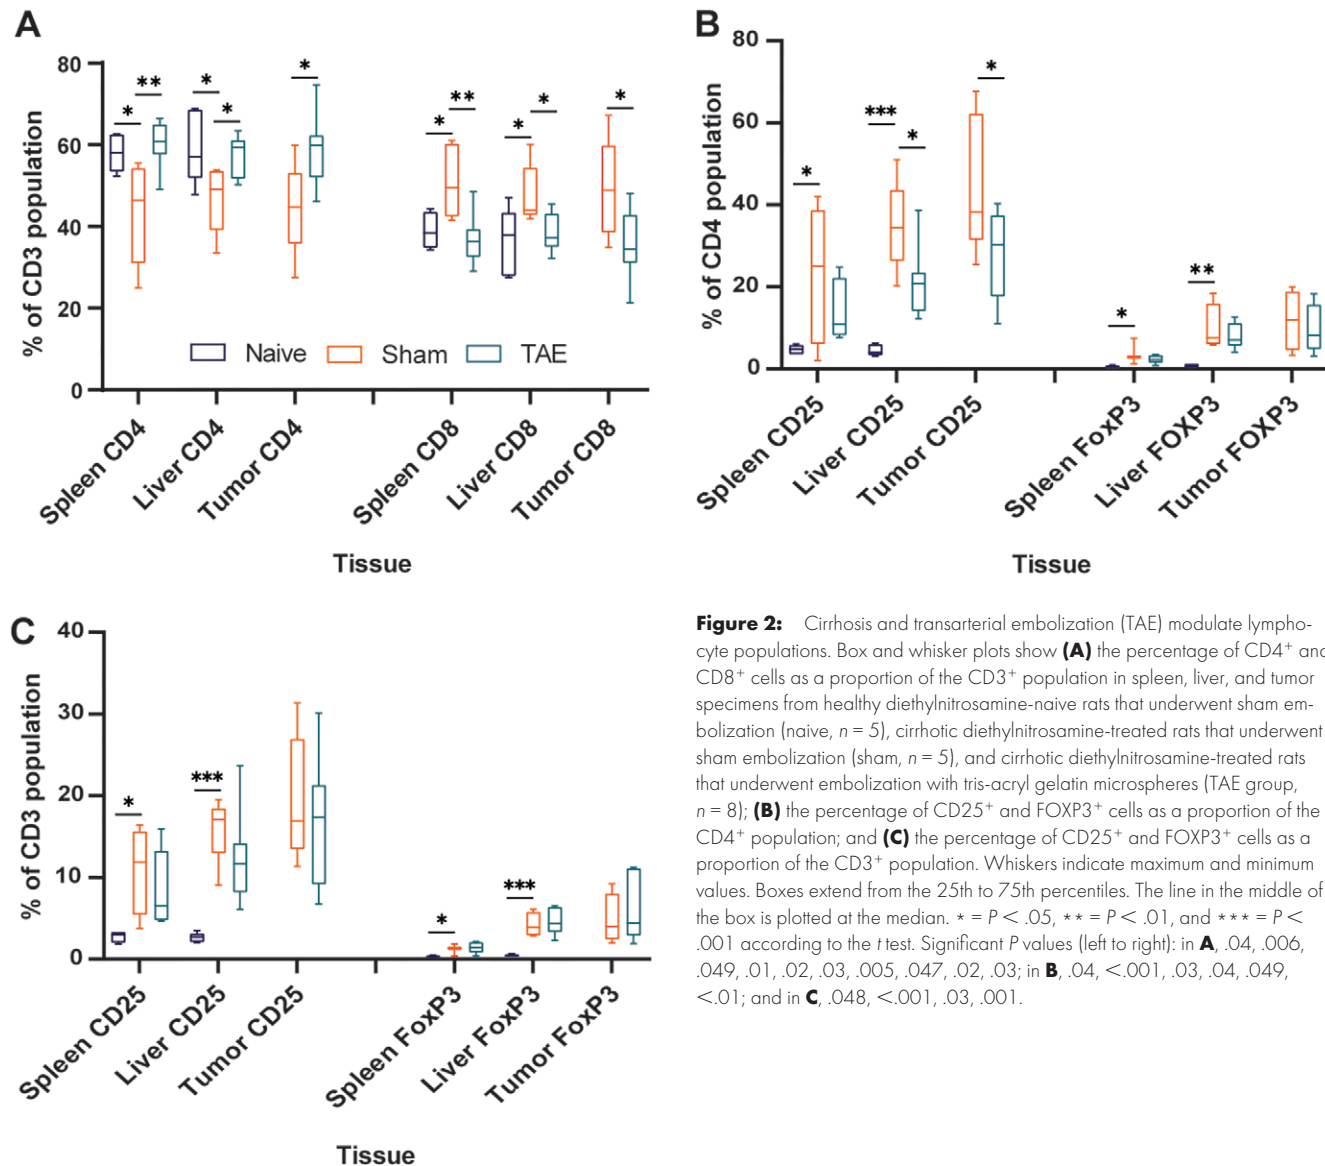 A
80
60
40
20
0
% of CD3 population
* ** * * * * ** * * *
Naive Sham TAE
Spleen CD4
Liver CD4
Tumor CD4
Spleen CD8
Liver CD8
Tumor CD8
Tissue
B
80
60
40
20
0
% of CD4 population
* *** * * * **
Spleen CD25
Liver CD25
Tumor CD25
Spleen FoxP3
Liver FOXP3
Tumor FOXP3
Tissue
C
40
30
20
10
0
% of CD3 population
* *** * ***
Spleen CD25
Liver CD25
Tumor CD25
Spleen FoxP3
Liver FoxP3
Tumor FoxP3
Tissue
Figure 2: Cirrhosis and transarterial embolization (TAE) modulate lympho-
cyte populations. Box and whisker plots show (A) the percentage of CD4+ and
CD8+ cells as a proportion of the CD3+ population in spleen, liver, and tumor
specimens from healthy diethylnitrosamine-naive rats that underwent sham em-
bolization (naive, n = 5), cirrhotic diethylnitrosamine-treated rats that underwent
sham embolization (sham, n = 5), and cirrhotic diethylnitrosamine-treated rats
that underwent embolization with tris-acryl gelatin microspheres (TAE group,
n = 8); (B) the percentage of CD25+ and FOXP3+ cells as a proportion of the
CD4+ population; and (C) the percentage of CD25+ and FOXP3+ cells as a
proportion of the CD3+ population. Whiskers indicate maximum and minimum
values. Boxes extend from the 25th to 75th percentiles. The line in the middle of
the box is plotted at the median. * = P < .05, ** = P < .01, and *** = P <
.001 according to the t test. Significant P values (left to right): in A, .04, .006,
.049, .01, .02, .03, .005, .047, .02, .03; in B, .04, <.001, .03, .04, .049,
<.01; and in C, .048, <.001, .03, .001.